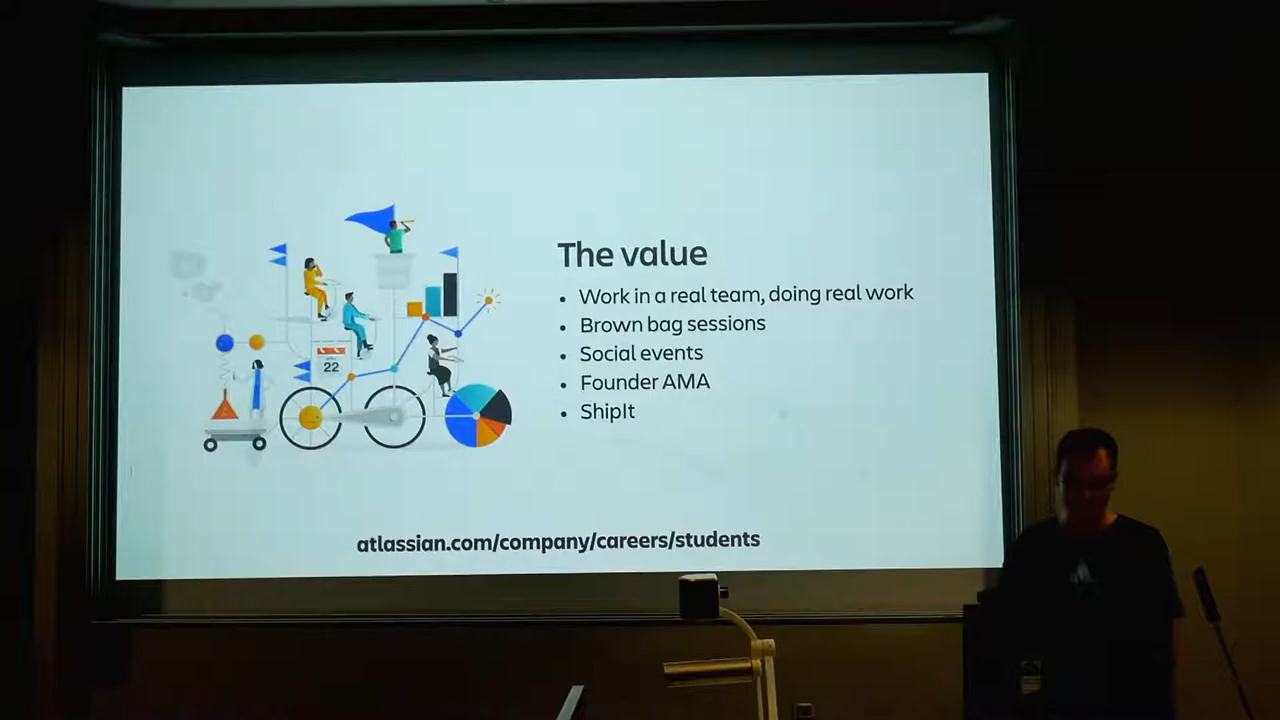 The value
• Work in a real team, doing real work
• Brown bag sessions
• Social events
• Founder AMA
• ShipIt
22
atlassian.com/company/careers/students